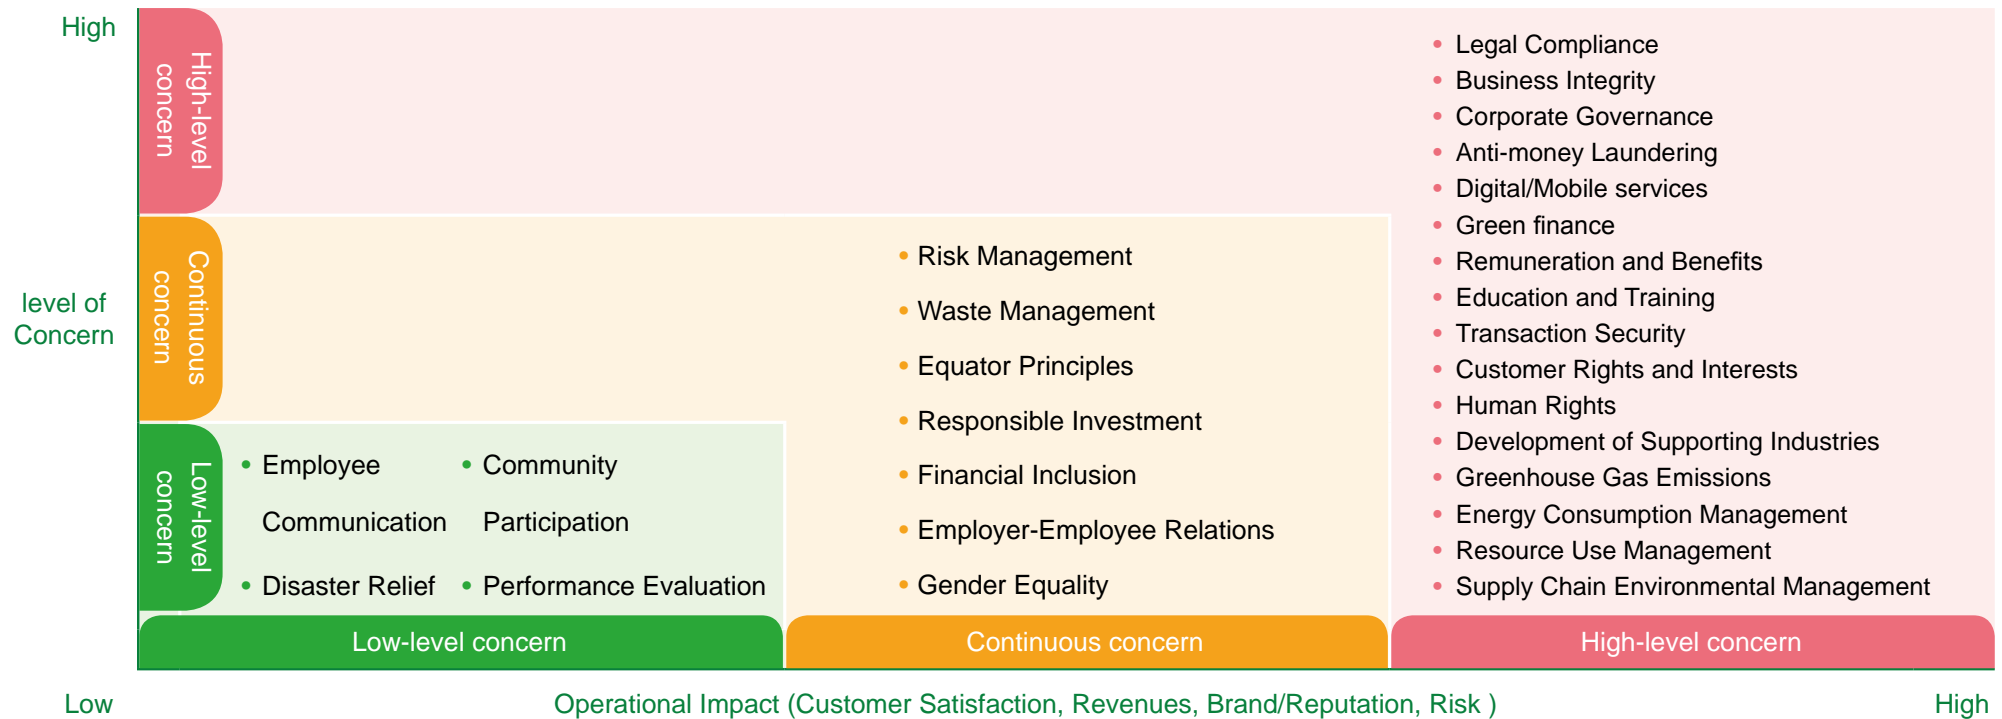 High
High-level
concern
• Legal Compliance
• Business Integrity
• Corporate Governance
• Anti-money Laundering
• Digital/Mobile services
• Green finance
• Remuneration and Benefits
• Education and Training
• Transaction Security
• Customer Rights and Interests
• Human Rights
• Development of Supporting Industries
• Greenhouse Gas Emissions
• Energy Consumption Management
• Resource Use Management
• Supply Chain Environmental Management
level of
Concern
Continuous
concern
• Risk Management
• Waste Management
• Equator Principles
• Responsible Investment
• Financial Inclusion
• Employer-Employee Relations
• Gender Equality
Low-level
concern
• Employee
Communication
• Disaster Relief
• Community
Participation
• Performance Evaluation
Low-level concern
Continuous concern
High-level concern
Low
Operational Impact (Customer Satisfaction, Revenues, Brand/Reputation, Risk )
High